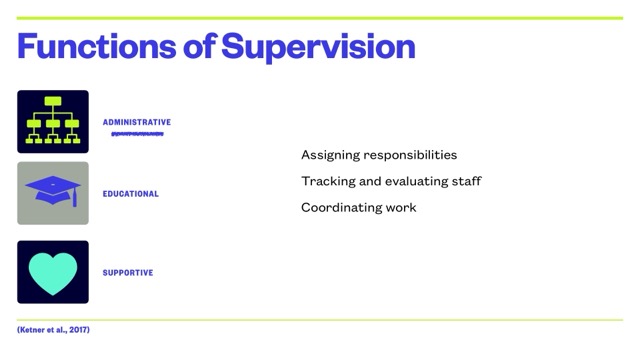 Functions of Supervision
ADMINISTRATIVE
EDUCATIONAL
SUPPORTIVE
Assigning responsibilities
Tracking and evaluating staff
Coordinating work
(Ketner et al., 2017)